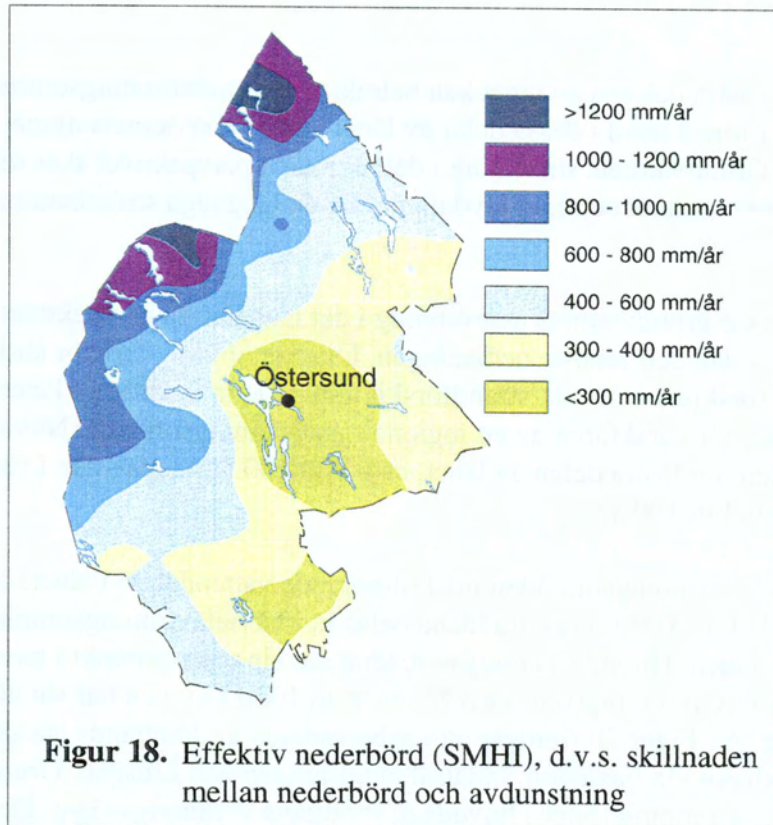 >1200 mm/år
1000 - 1200 mm/år
800 - 1000 mm/år
600 - 800 mm/år
400 - 600 mm/år
300 - 400 mm/år
<300 mm/år
Östersund
Figur 18. Effektiv nederbörd (SMHI), d.v.s. skillnaden
mellan nederbörd och avdunstning